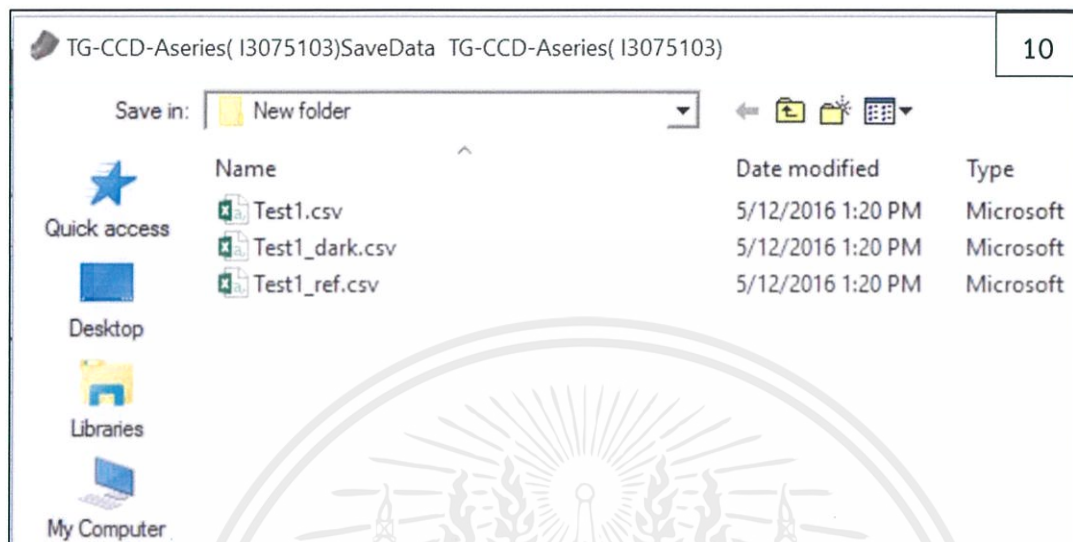 TG-CCD-Aseries( I3075103)SaveData TG-CCD-Aseries( I3075103)
10
Save in: New folder
Name Date modified Type
Test1.csv 5/12/2016 1:20 PM Microsoft
Test1_dark.csv 5/12/2016 1:20 PM Microsoft
Test1_ref.csv 5/12/2016 1:20 PM Microsoft
Quick access
Desktop
Libraries
My Computer